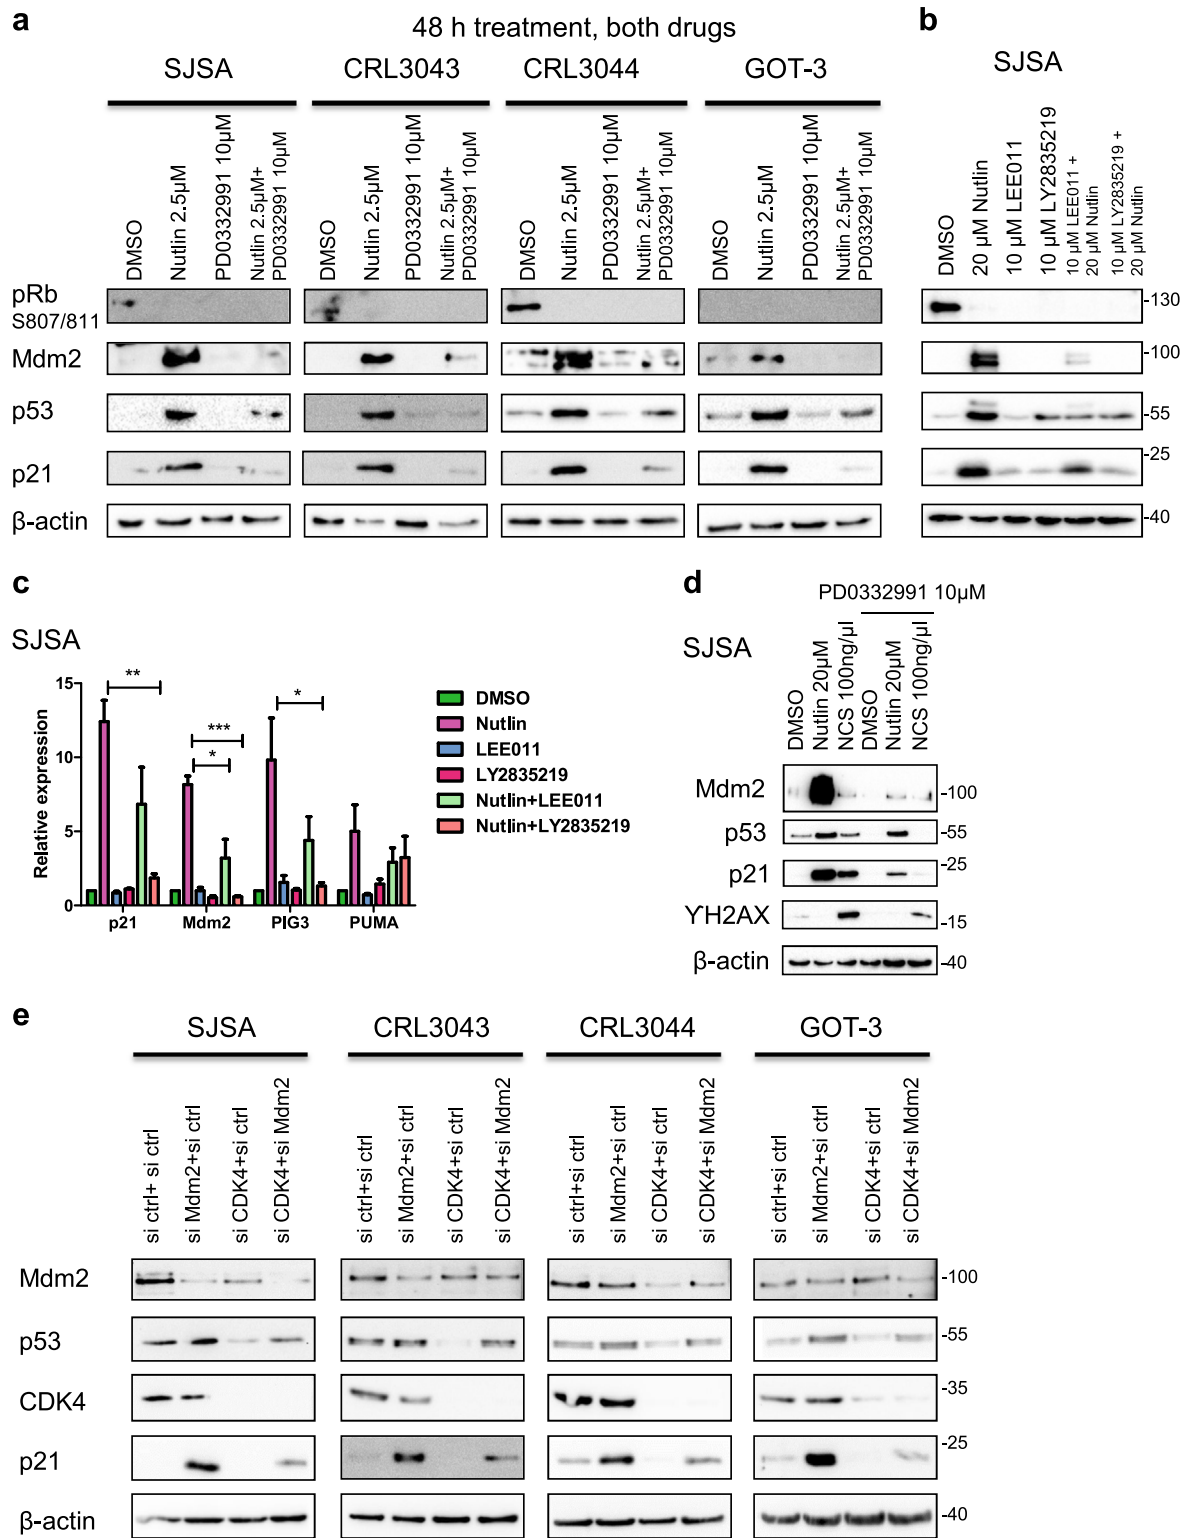 a
48 h treatment, both drugs
SJSA
CRL3043
CRL3044
GOT-3
DMSO
Nutlin 2.5µM
PD0332991 10µM
Nutlin 2.5µM+
PD0332991 10µM
DMSO
Nutlin 2.5µM
PD0332991 10µM
Nutlin 2.5µM+
PD0332991 10µM
DMSO
Nutlin 2.5µM
PD0332991 10µM
Nutlin 2.5µM+
PD0332991 10µM
DMSO
Nutlin 2.5µM
PD0332991 10µM
Nutlin 2.5µM+
PD0332991 10µM
pRb
S807/811
Mdm2
p53
p21
β-actin
b
SJSA
DMSO
20 µM Nutlin
10 µM LEE011
10 µM LY2835219
10 µM LEE011 +
20 µM Nutlin
10 µM LY2835219 +
20 µM Nutlin
-130
-100
-55
-25
-40
c
SJSA
Relative expression
15
10
5
0
**
***
*
*
p21
Mdm2
PIG3
PUMA
DMSO
Nutlin
LEE011
LY2835219
Nutlin+LEE011
Nutlin+LY2835219
d
PD0332991 10µM
SJSA
DMSO
Nutlin 20µM
NCS 100ng/µl
DMSO
Nutlin 20µM
NCS 100ng/µl
Mdm2
-100
p53
-55
p21
-25
ϒH2AX
-15
β-actin
-40
e
SJSA
CRL3043
CRL3044
GOT-3
si ctrl+ si ctrl
si Mdm2+si ctrl
si CDK4+si ctrl
si CDK4+si Mdm2
si ctrl+si ctrl
si Mdm2+si ctrl
si CDK4+si ctrl
si CDK4+si Mdm2
si ctrl+si ctrl
si Mdm2+si ctrl
si CDK4+si ctrl
si CDK4+si Mdm2
si ctrl+si ctrl
si Mdm2+si ctrl
si CDK4+si ctrl
si CDK4+si Mdm2
Mdm2
-100
p53
-55
CDK4
-35
p21
-25
β-actin
-40